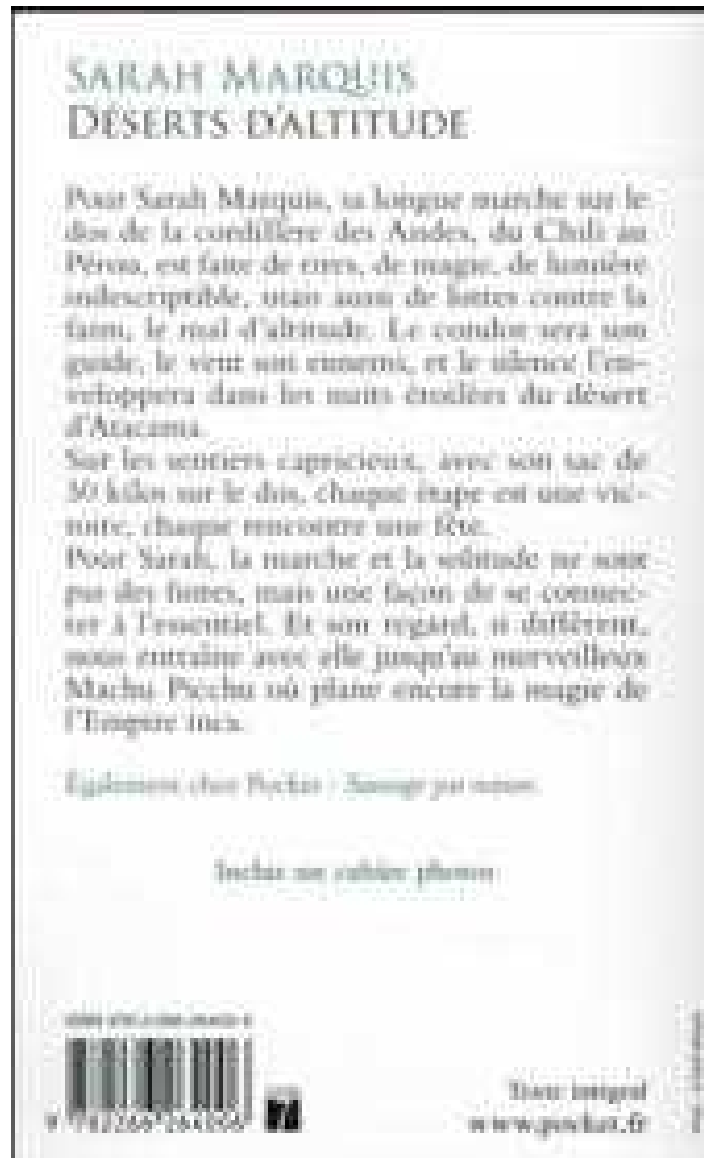 SARAH MARQUIS
DÉSERTS D'ALTITUDE
Pour Sarah Marquis, sa longue marche sur le
dos de la cordillère des Andes, du Chili au
Pérou, est faite de rires, de magie, de lumière
indescriptible, mais aussi de luttes contre la
faim, le mal d'altitude. Le condor sera son
guide, le vent son ennemi, et le silence l'en-
veloppera dans les nuits étoilées du désert
d'Atacama.
Sur les sentiers capricieux, avec son sac de
30 kilos sur le dos, chaque étape est une vic-
toire, chaque rencontre une fête.
Pour Sarah, la marche et la solitude ne sont
pas des fuites, mais une façon de se connec-
ter à l'essentiel. Et son regard, si différent,
nous entraîne avec elle jusqu'au merveilleux
Machu Picchu où plane encore la magie de
l'Empire inca.
Également chez Pocket : Sauvage par nature.
Inclut un cahier photos
Texte intégral
www.pocket.fr